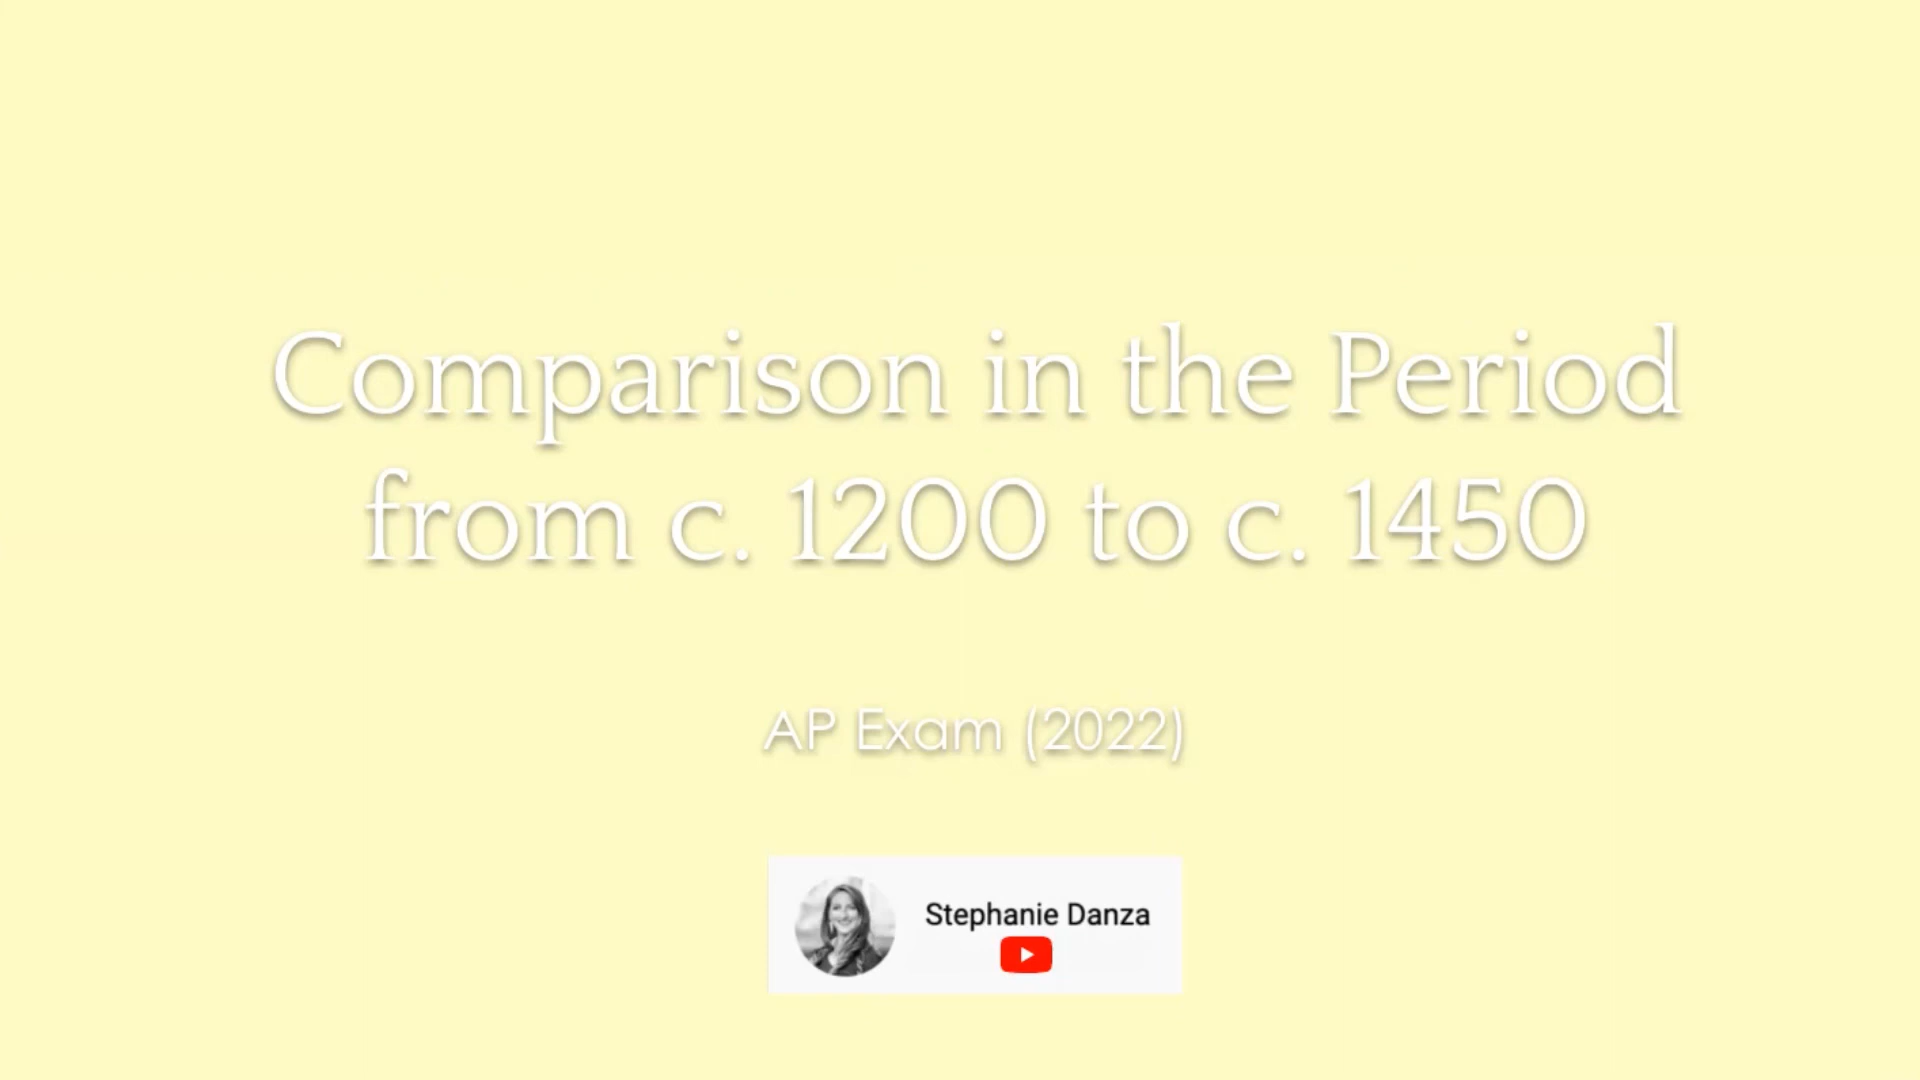 Comparison in the Period
from c. 1200 to c. 1450
AP Exam (2022)
Stephanie Danza